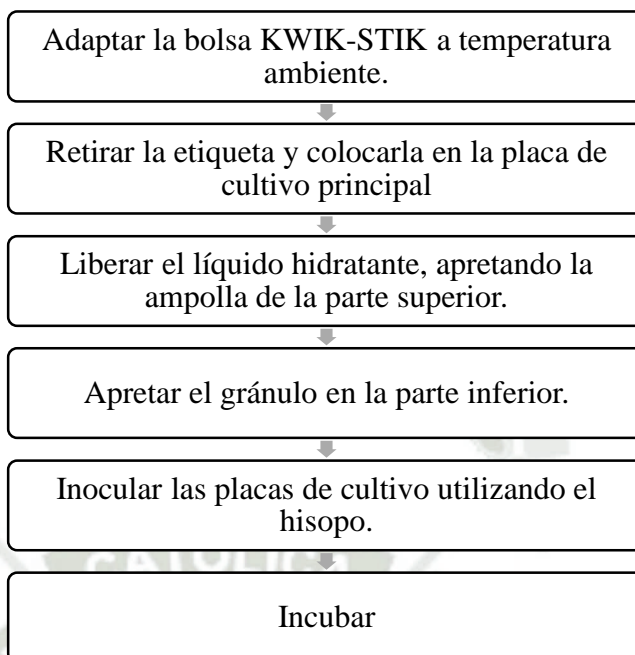 Adaptar la bolsa KWIK-STIK a temperatura
ambiente.
Retirar la etiqueta y colocarla en la placa de
cultivo principal
Liberar el líquido hidratante, apretando la
ampolla de la parte superior.
Apretar el gránulo en la parte inferior.
Inocular las placas de cultivo utilizando el
hisopo.
CATOLICA
Incubar